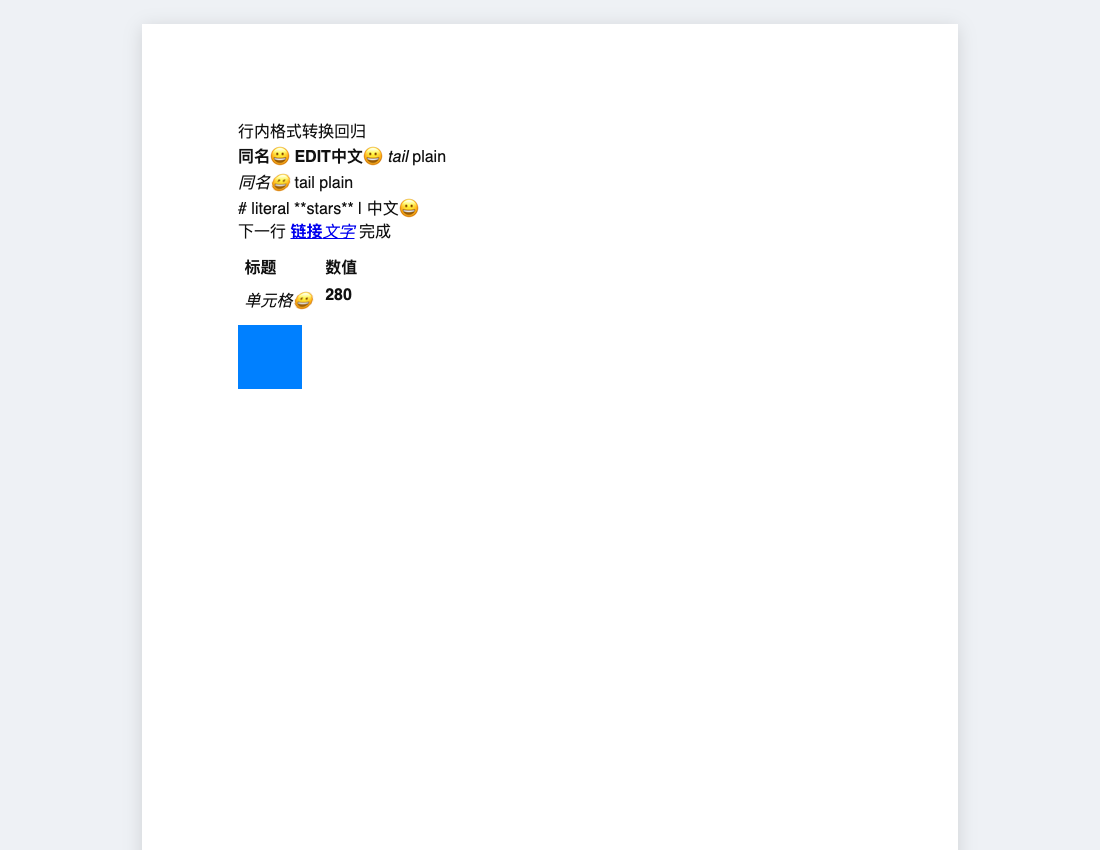 行内格式转换回归
同名😀 EDIT中文😀 tail plain
同名😀 tail plain
# literal **stars** | 中文😀
下一行 链接文字 完成
标题 数值
单元格😀 280